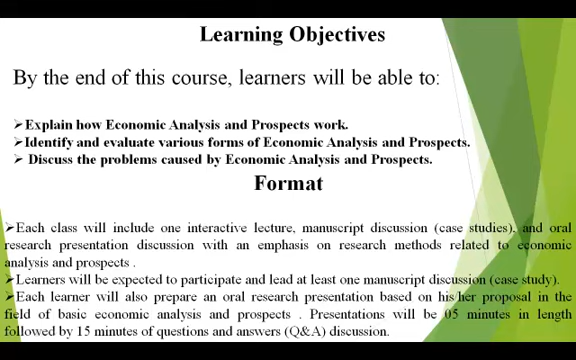 Learning Objectives
By the end of this course, learners will be able to:
➢Explain how Economic Analysis and Prospects work.
➢Identify and evaluate various forms of Economic Analysis and Prospects.
➢ Discuss the problems caused by Economic Analysis and Prospects.
Format
➢Each class will include one interactive lecture, manuscript discussion (case studies), and oral
research presentation discussion with an emphasis on research methods related to economic
analysis and prospects .
➢Learners will be expected to participate and lead at least one manuscript discussion (case study).
➢Each learner will also prepare an oral research presentation based on his/her proposal in the
field of basic economic analysis and prospects . Presentations will be 05 minutes in length
followed by 15 minutes of questions and answers (Q&A) discussion.